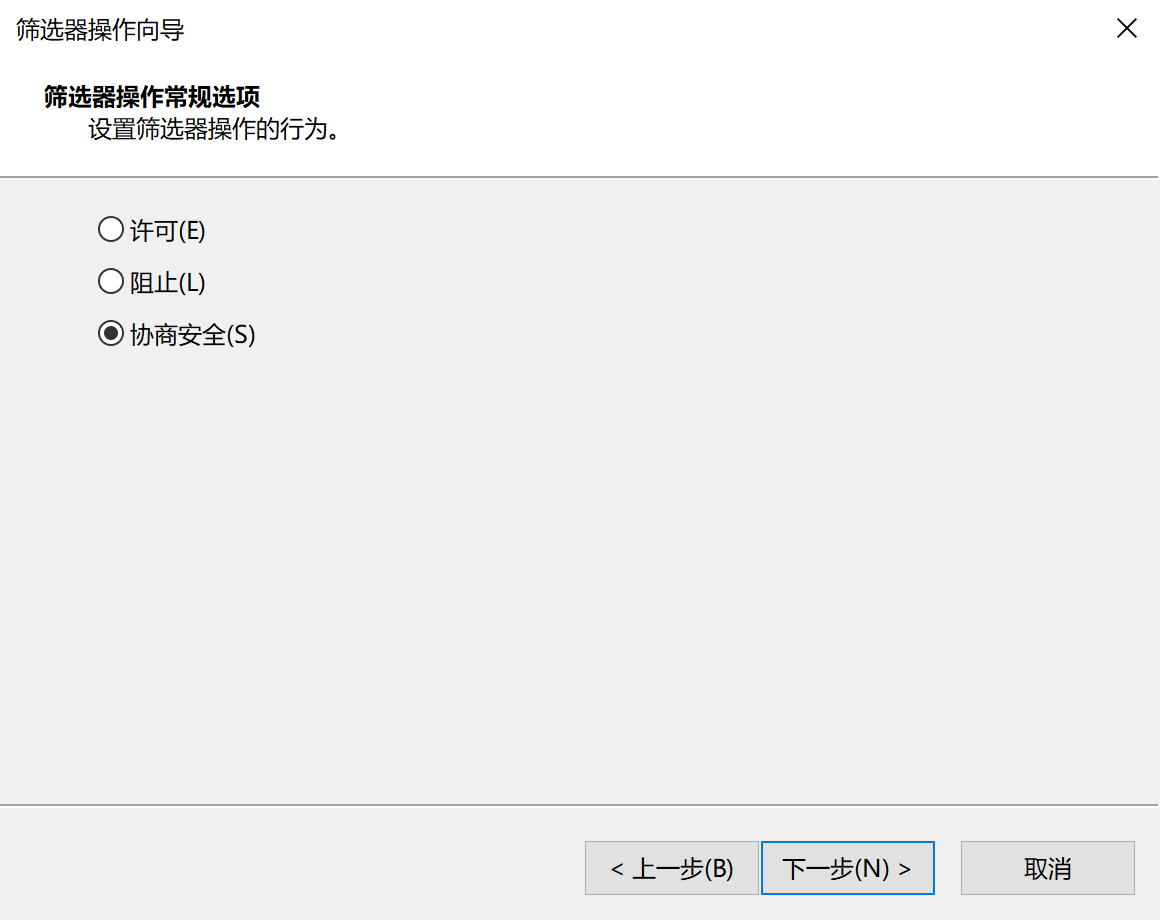 筛选器操作向导
筛选器操作常规选项
设置筛选器操作的行为。
许可(E)
阻止(L)
协商安全(S)
< 上一步(B)
下一步(N) >
取消